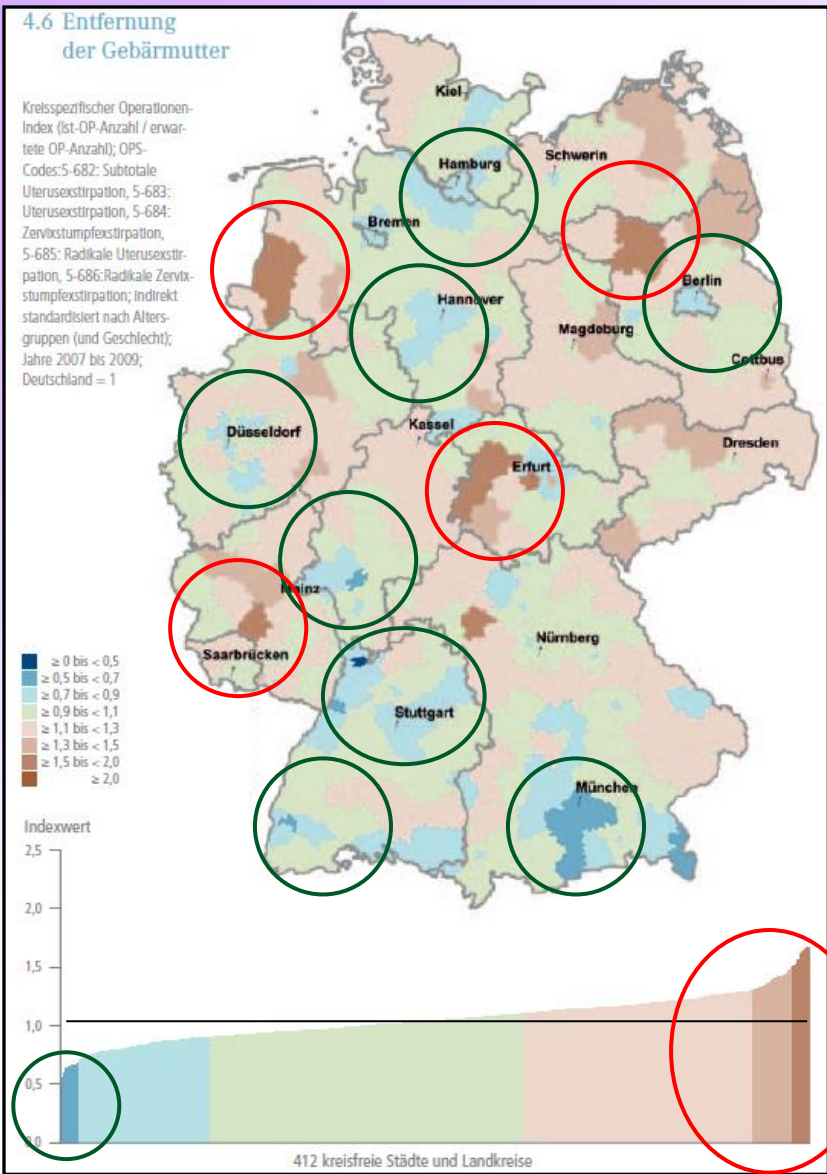 4.6 Entfernung
der Gebärmutter
Kreisspezifischer Operationen-
Index (Ist-OP-Anzahl / erwar-
tete OP-Anzahl); OPS-
Codes:5-682: Subtotale
Uterusexstirpation, 5-683:
Uterusexstirpation, 5-684:
Zervixstumpfexstirpation,
5-685: Radikale Uterusexstir-
pation, 5-686:Radikale Zervix-
stumpfexstirpation; indirekt
standardisiert nach Alters-
gruppen (und Geschlecht);
Jahre 2007 bis 2009;
Deutschland = 1
Kiel
Hamburg
Schwerin
Bremen
Berlin
Hannover
Magdeburg
Cottbus
Düsseldorf
Kassel
Erfurt
Dresden
Mainz
Nürnberg
Saarbrücken
Stuttgart
München
≥ 0 bis < 0,5
≥ 0,5 bis < 0,7
≥ 0,7 bis < 0,9
≥ 0,9 bis < 1,1
≥ 1,1 bis < 1,3
≥ 1,3 bis < 1,5
≥ 1,5 bis < 2,0
≥ 2,0
Indexwert
2,5
2,0
1,5
1,0
0,5
0,0
412 kreisfreie Städte und Landkreise